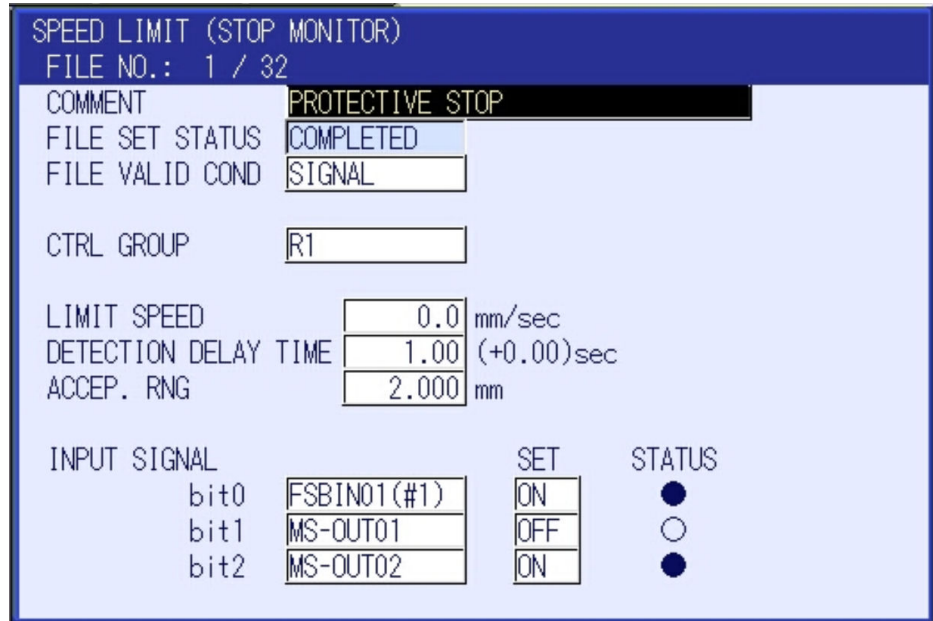 SPEED LIMIT (STOP MONITOR)
FILE NO.: 1 / 32
COMMENT PROTECTIVE STOP
FILE SET STATUS COMPLETED
FILE VALID COND SIGNAL
CTRL GROUP R1
LIMIT SPEED 0.0 mm/sec
DETECTION DELAY TIME 1.00 (+0.00)sec
ACCEP. RNG 2.000 mm
INPUT SIGNAL SET STATUS
bit0 FSBIN01(#1) ON
bit1 MS-OUT01 OFF
bit2 MS-OUT02 ON